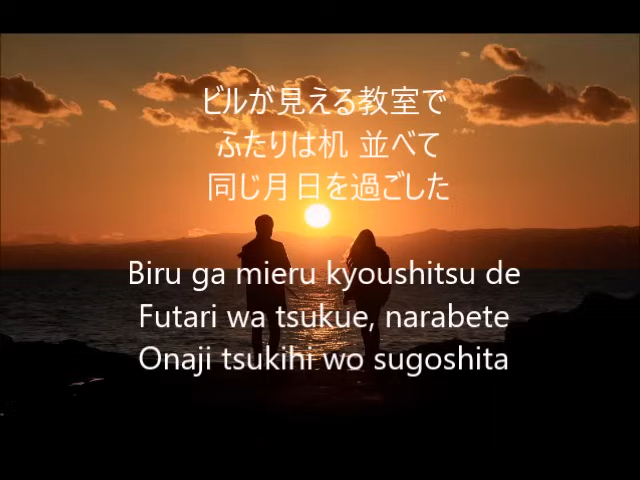 ビルが見える教室で
ふたりは机 並べて
同じ月日を過ごした
Biru ga mieru kyoushitsu de
Futari wa tsukue, narabete
Onaji tsukihi wo sugoshita